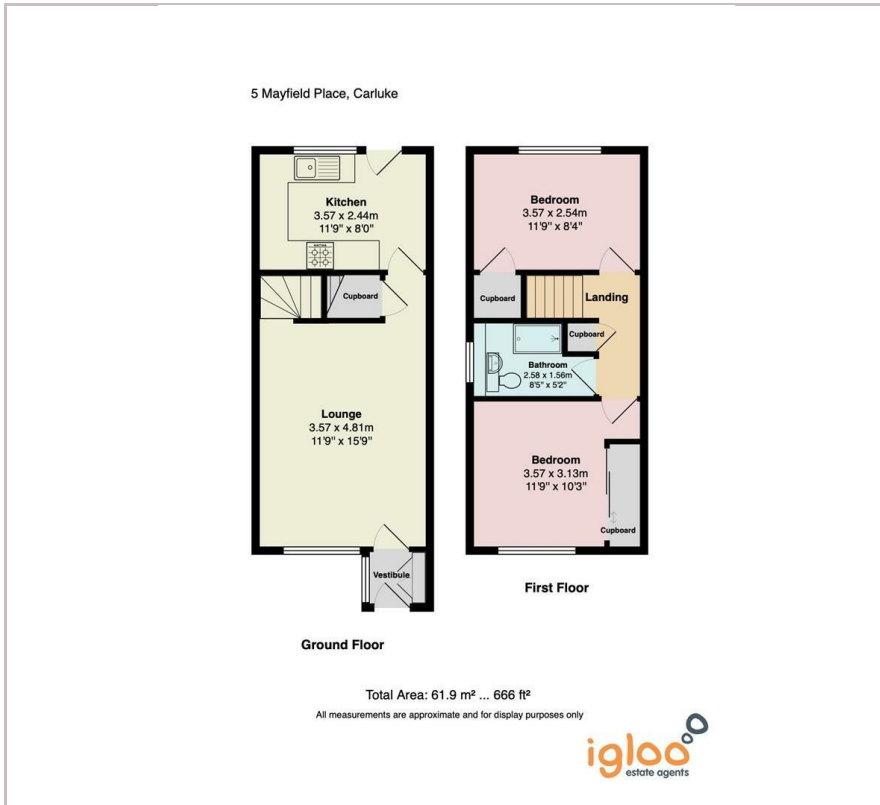 5 Mayfield Place, Carluke
Kitchen
3.57 x 2.44m
11'9" x 8'0"
Cupboard
Lounge
3.57 x 4.81m
11'9" x 15'9"
Vestibule
Ground Floor
Bedroom
3.57 x 2.54m
11'9" x 8'4"
Cupboard
Landing
Cupboard
Bathroom
2.58 x 1.56m
8'5" x 5'2"
Bedroom
3.57 x 3.13m
11'9" x 10'3"
Cupboard
First Floor
Total Area: 61.9 m² ... 666 ft²
All measurements are approximate and for display purposes only
igloo
estate agents